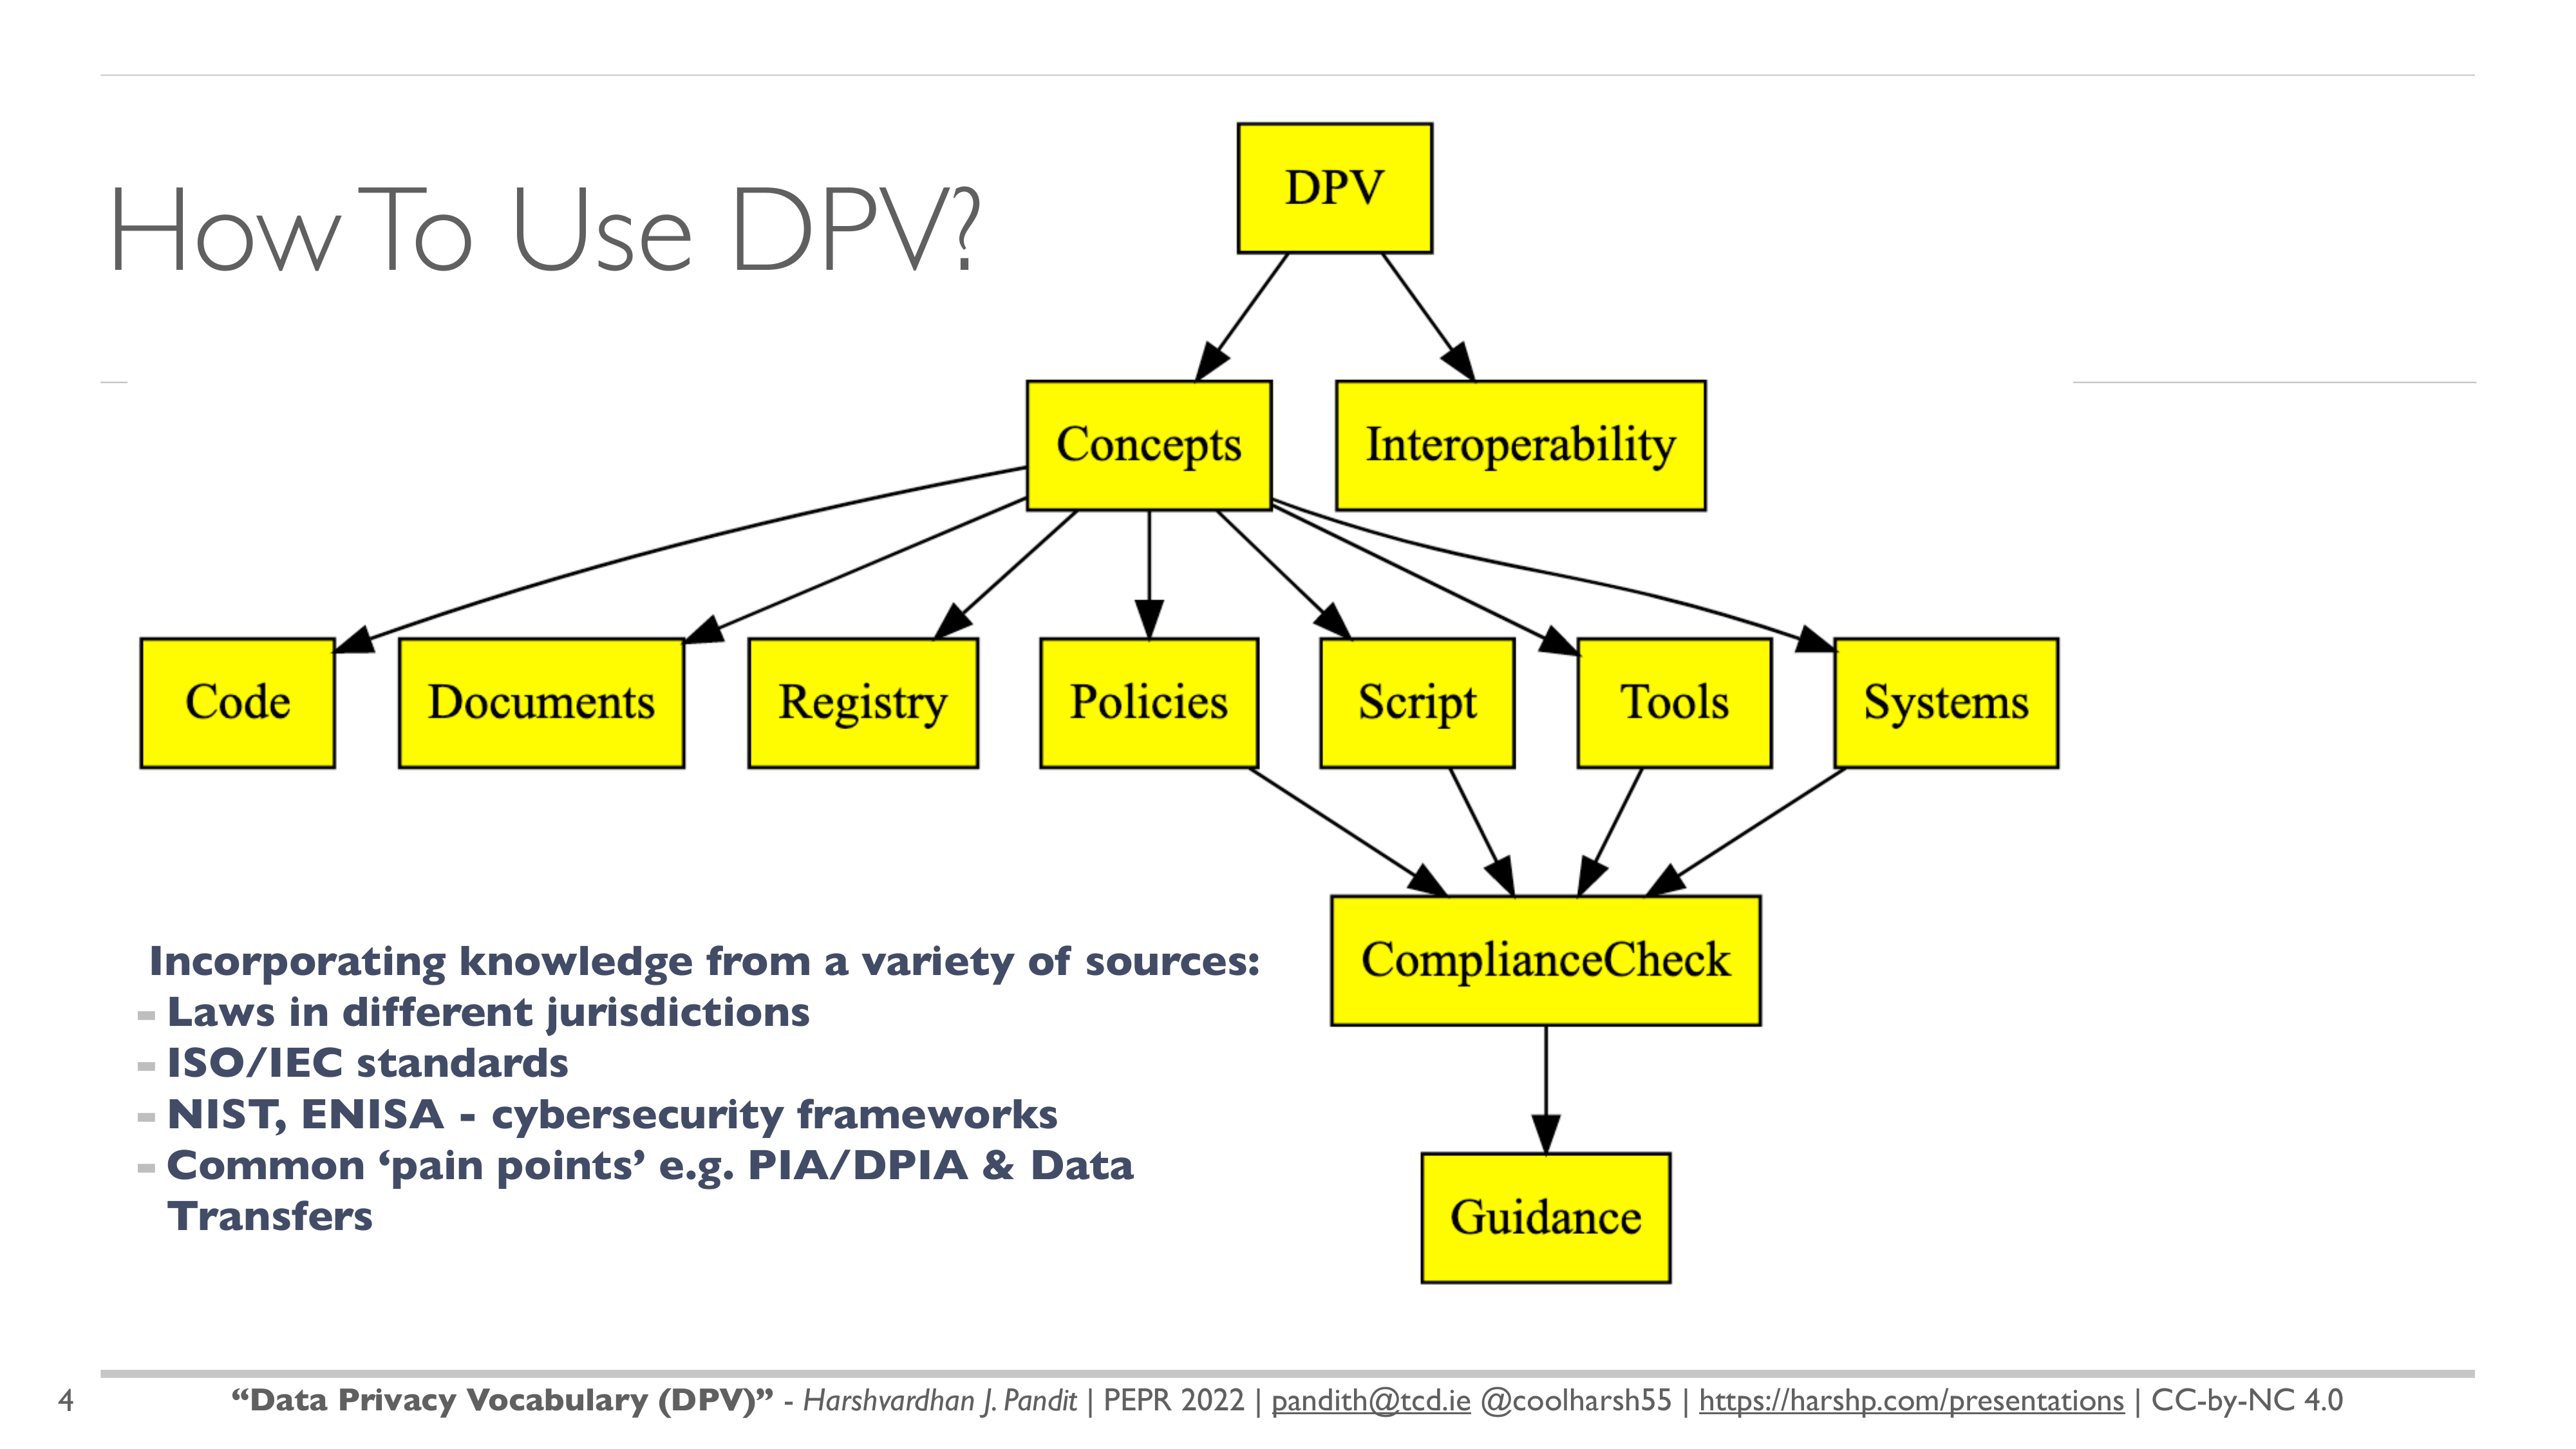 How To Use DPV?
DPV
Concepts
Interoperability
Code
Documents
Registry
Policies
Script
Tools
Systems
ComplianceCheck
Guidance
Incorporating knowledge from a variety of sources:
- Laws in different jurisdictions
- ISO/IEC standards
- NIST, ENISA - cybersecurity frameworks
- Common ‘pain points’ e.g. PIA/DPIA & Data
Transfers
4
“Data Privacy Vocabulary (DPV)” - Harshvardhan J. Pandit | PEPR 2022 | pandith@tcd.ie @coolharsh55 | https://harshp.com/presentations | CC-by-NC 4.0